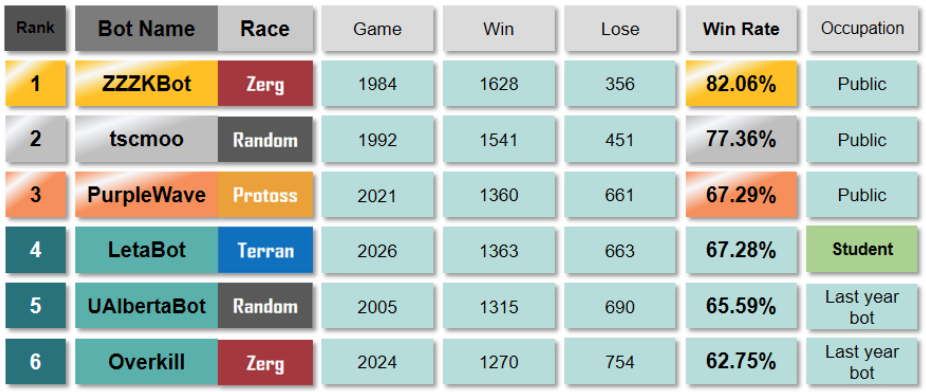 Rank Bot Name Race Game Win Lose Win Rate Occupation
1 ZZZKBot Zerg 1984 1628 356 82.06% Public
2 tscmoo Random 1992 1541 451 77.36% Public
3 PurpleWave Protoss 2021 1360 661 67.29% Public
4 LetaBot Terran 2026 1363 663 67.28% Student
5 UAlbertaBot Random 2005 1315 690 65.59% Last year bot
6 Overkill Zerg 2024 1270 754 62.75% Last year bot